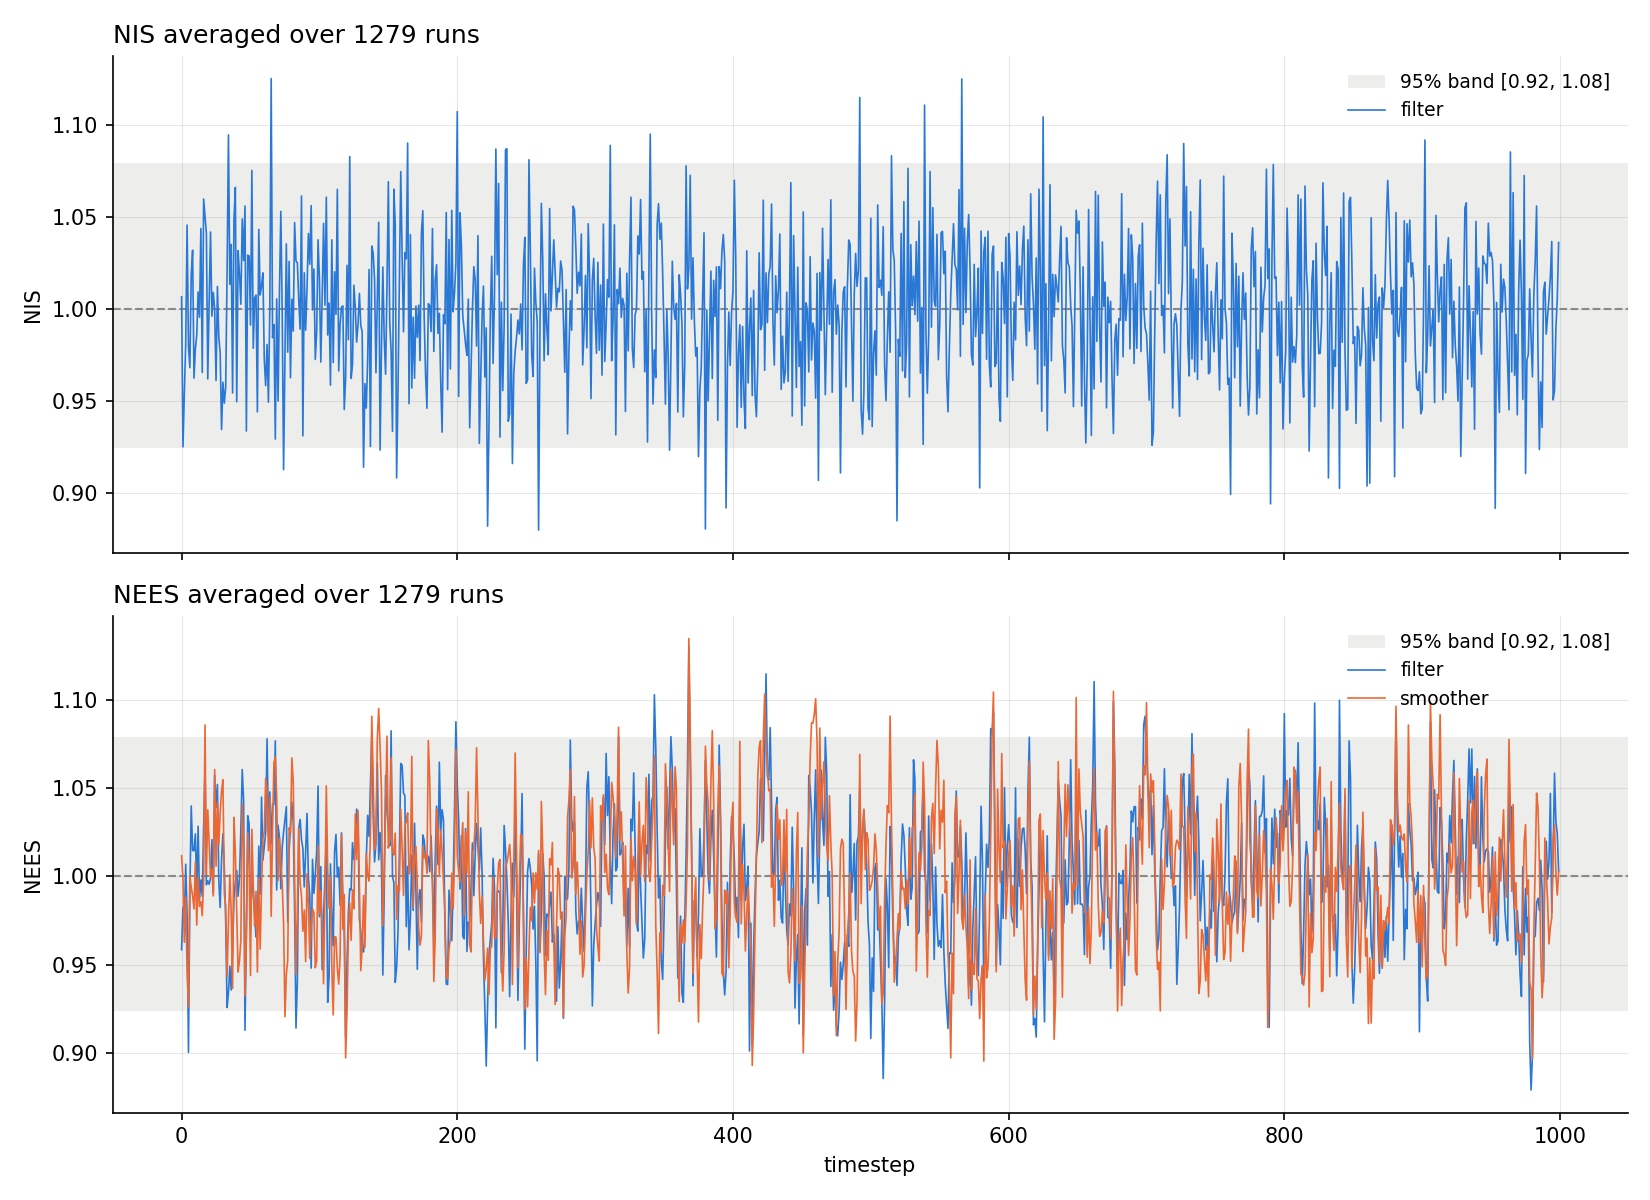 NIS averaged over 1279 runs
95% band [0.92, 1.08]
filter
1.10
1.05
1.00
0.95
0.90
NIS
NEES averaged over 1279 runs
95% band [0.92, 1.08]
filter
smoother
1.10
1.05
1.00
0.95
0.90
NEES
0 200 400 600 800 1000
timestep